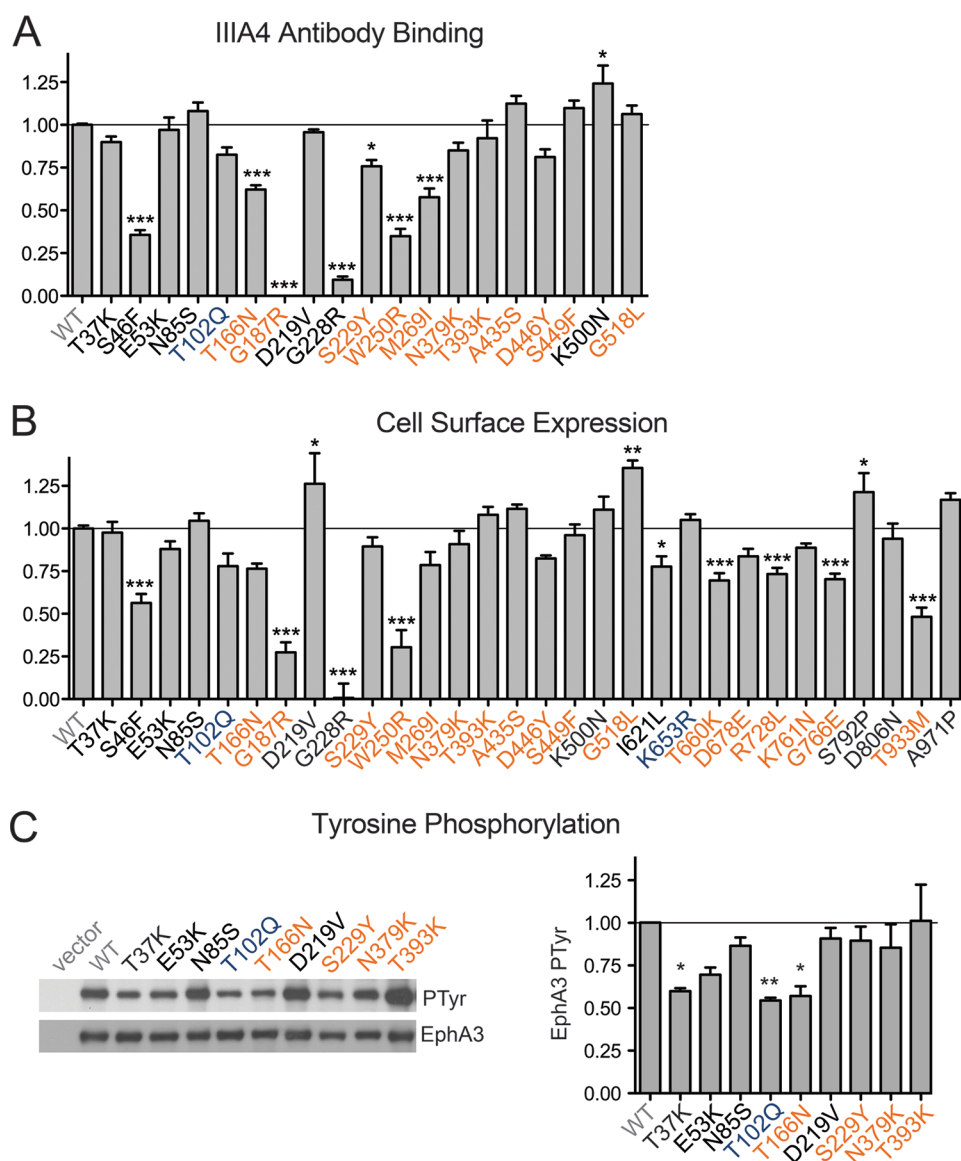 A
IIIA4 Antibody Binding
1.25
1.00
0.75
0.50
0.25
0.00
*** *** *** *** * *** *** *
WT T37K S46F E53K N85S T102Q T166N G187R D219V G228R S229Y W250R M269I N379K T393K A435S D446Y S449F K500N G518L
B
Cell Surface Expression
1.25
1.00
0.75
0.50
0.25
0.00
*** *** * *** *** ** * *** *** *** * ***
WT T37K S46F E53K N85S T102Q T166N G187R D219V G228R S229Y W250R M269I N379K T393K A435S D446Y S449F K500N G518L I621L K653R T660K D678E R728L K761N G766E S792P D806N T933M A971P
C
Tyrosine Phosphorylation
vector WT T37K E53K N85S T102Q T166N D219V S229Y N379K T393K
PTyr
EphA3
EphA3 PTyr
1.25
1.00
0.75
0.50
0.25
0.00
* ** *
WT T37K E53K N85S T102Q T166N D219V S229Y N379K T393K